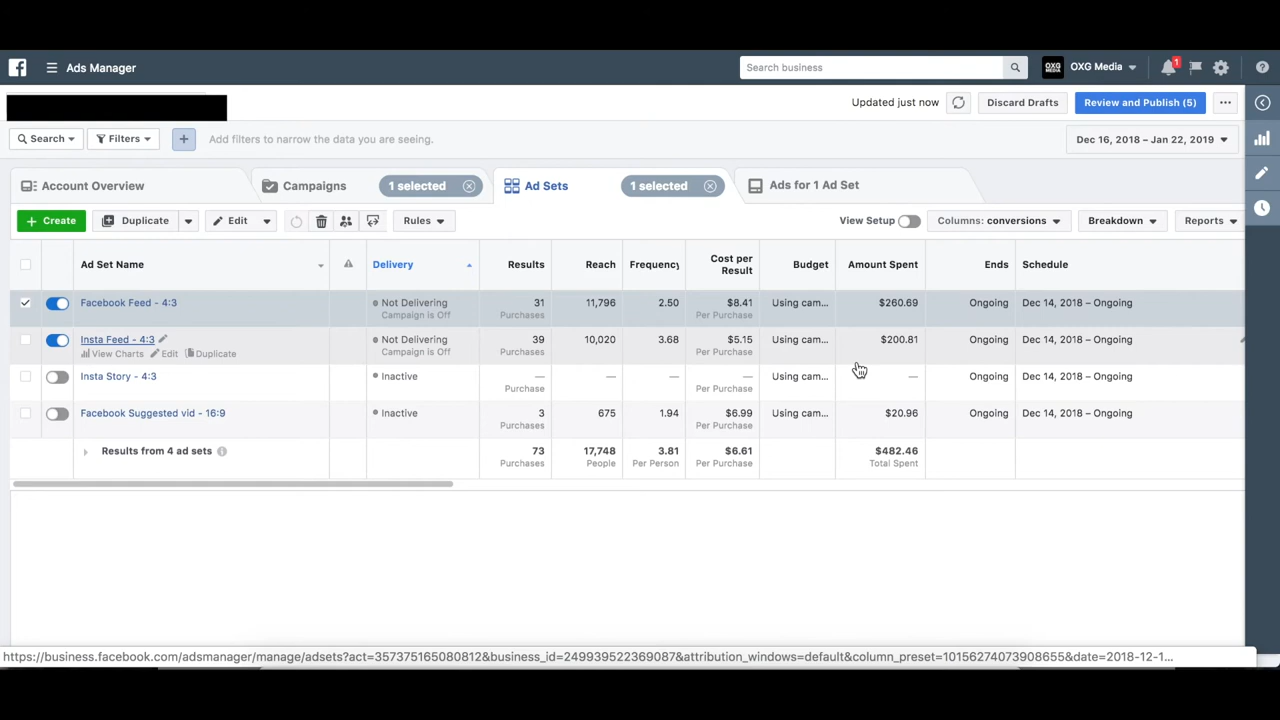 f ☰ Ads Manager Search business OXG MEDIA OXG Media 1
Updated just now Discard Drafts Review and Publish (5) ...
Search Filters + Add filters to narrow the data you are seeing. Dec 16, 2018 – Jan 22, 2019
Account Overview Campaigns 1 selected Ad Sets 1 selected Ads for 1 Ad Set
+ Create Duplicate Edit Rules View Setup Columns: conversions Breakdown Reports
Ad Set Name Delivery Results Reach Frequency Cost per Result Budget Amount Spent Ends Schedule
Facebook Feed - 4:3 Not Delivering 31 11,796 2.50 $8.41 Using cam... $260.69 Ongoing Dec 14, 2018 – Ongoing
Campaign is Off Purchases Per Purchase
Insta Feed - 4:3 Not Delivering 39 10,020 3.68 $5.15 Using cam... $200.81 Ongoing Dec 14, 2018 – Ongoing
View Charts Edit Duplicate Campaign is Off Purchases Per Purchase
Insta Story - 4:3 Inactive — — — — Using cam... — Ongoing Dec 14, 2018 – Ongoing
Purchase Per Purchase
Facebook Suggested vid - 16:9 Inactive 3 675 1.94 $6.99 Using cam... $20.96 Ongoing Dec 14, 2018 – Ongoing
Purchases Per Purchase
Results from 4 ad sets 73 17,748 3.81 $6.61 $482.46
Purchases People Per Person Per Purchase Total Spent
https://business.facebook.com/adsmanager/manage/adsets?act=357375165080812&business_id=249939522369087&attribution_windows=default&column_preset=10156274073908655&date=2018-12-1...